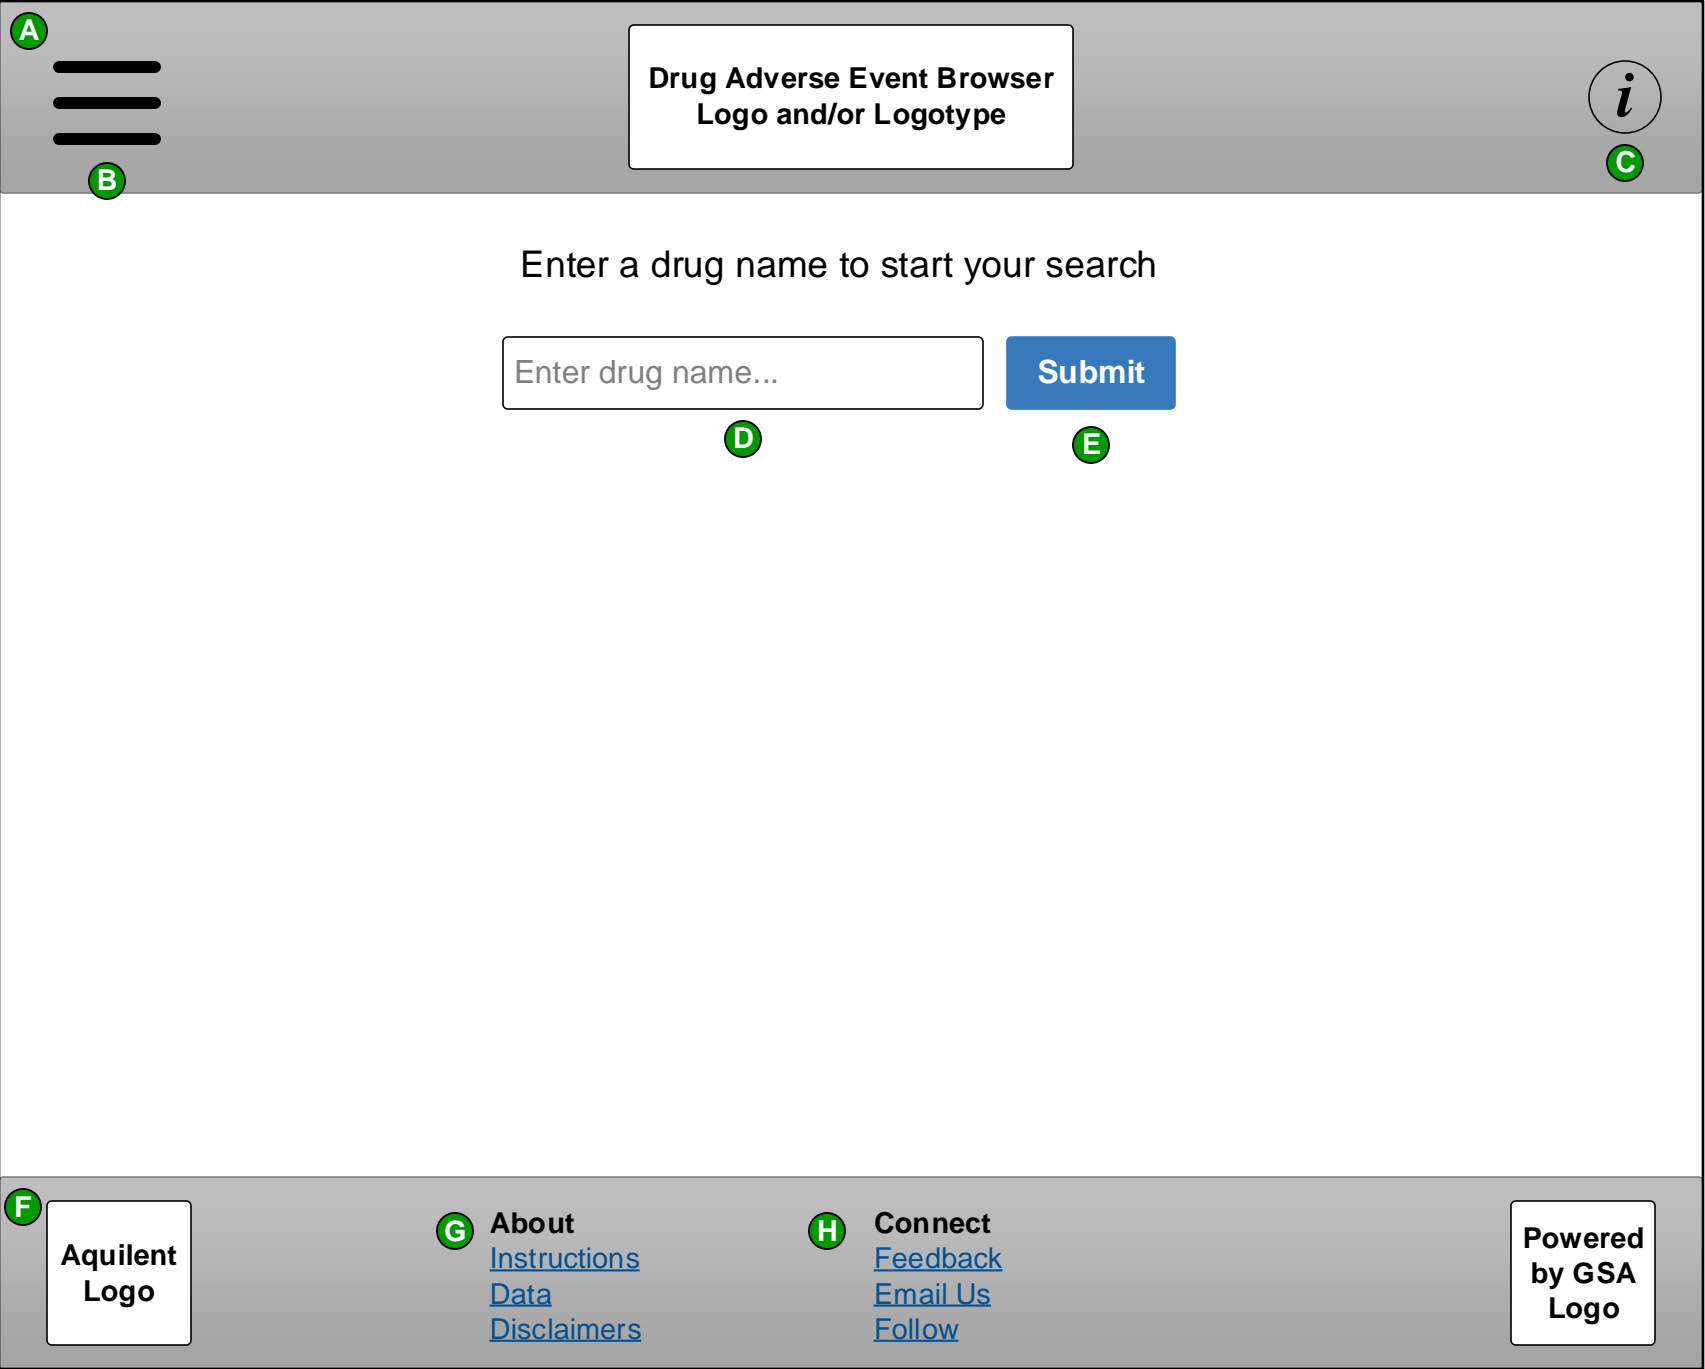 A
Drug Adverse Event Browser
Logo and/or Logotype
i
B
C
Enter a drug name to start your search
Enter drug name...
Submit
D
E
F
Aquilent
Logo
G
About
Instructions
Data
Disclaimers
H
Connect
Feedback
Email Us
Follow
Powered
by GSA
Logo